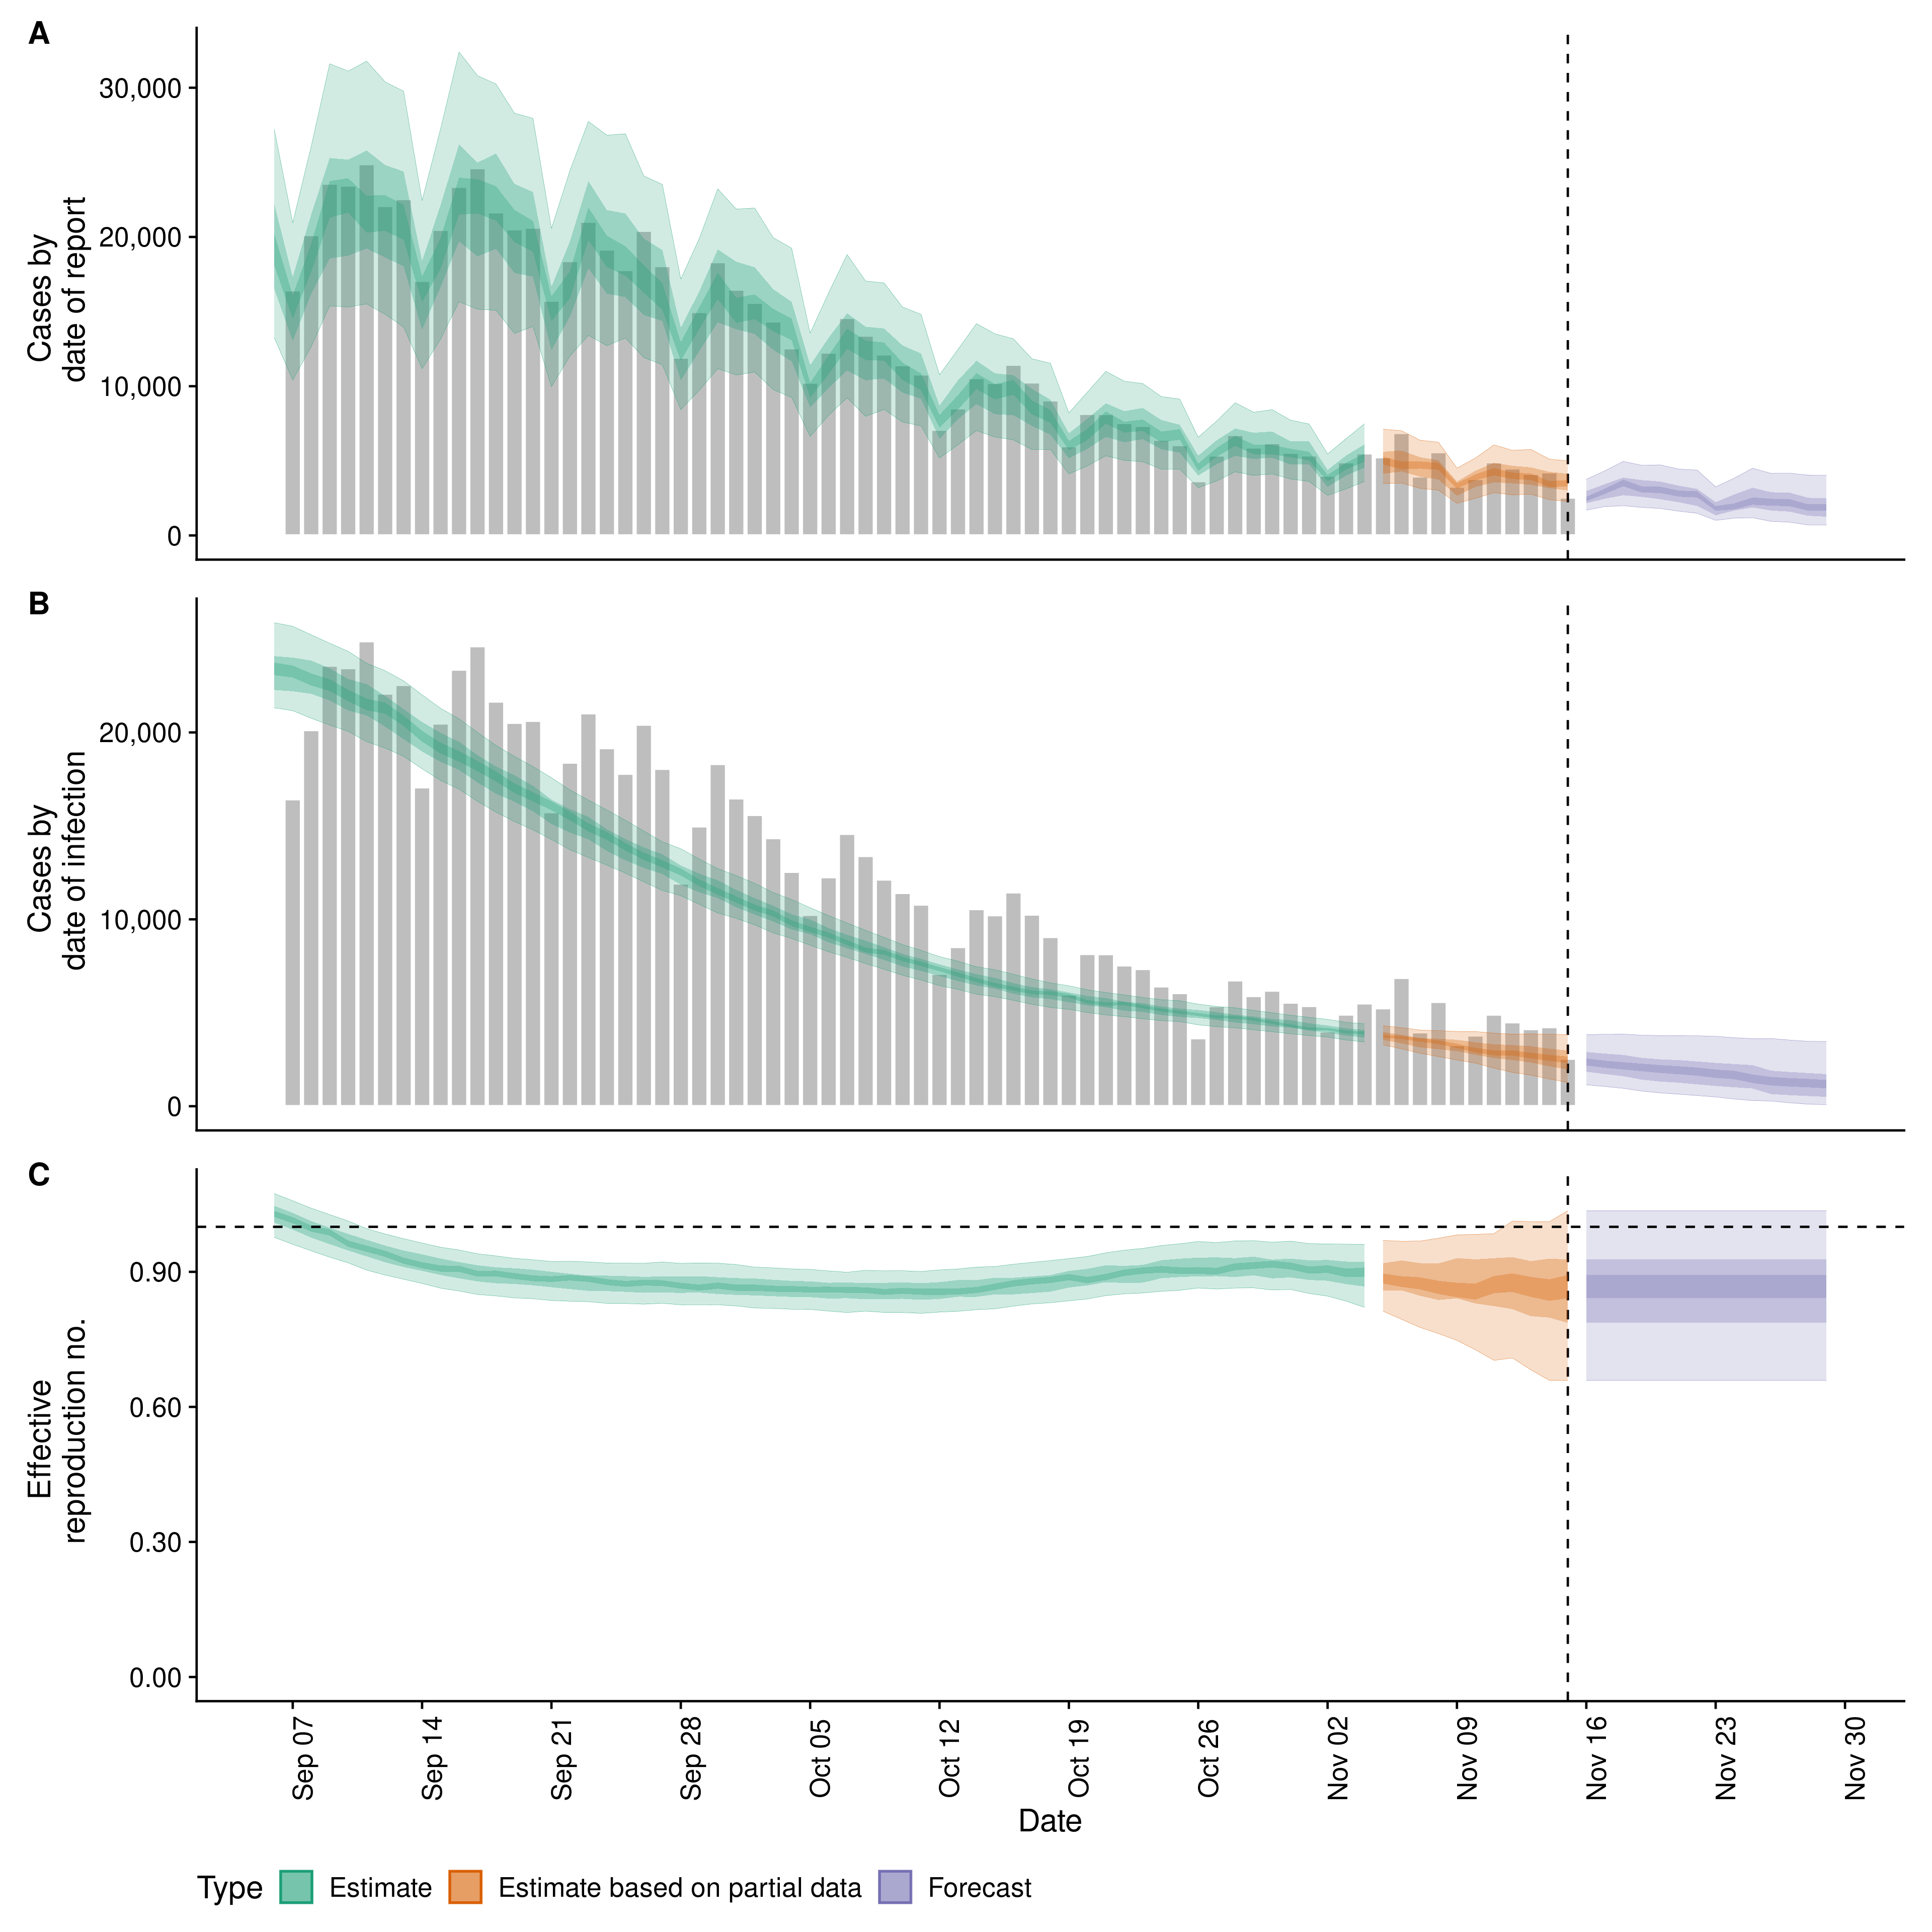 A
Cases by
date of report
30,000
20,000
10,000
0
B
Cases by
date of infection
20,000
10,000
0
C
Effective
reproduction no.
0.90
0.60
0.30
0.00
Sep 07 Sep 14 Sep 21 Sep 28 Oct 05 Oct 12 Oct 19 Oct 26 Nov 02 Nov 09 Nov 16 Nov 23 Nov 30
Date
Type Estimate Estimate based on partial data Forecast